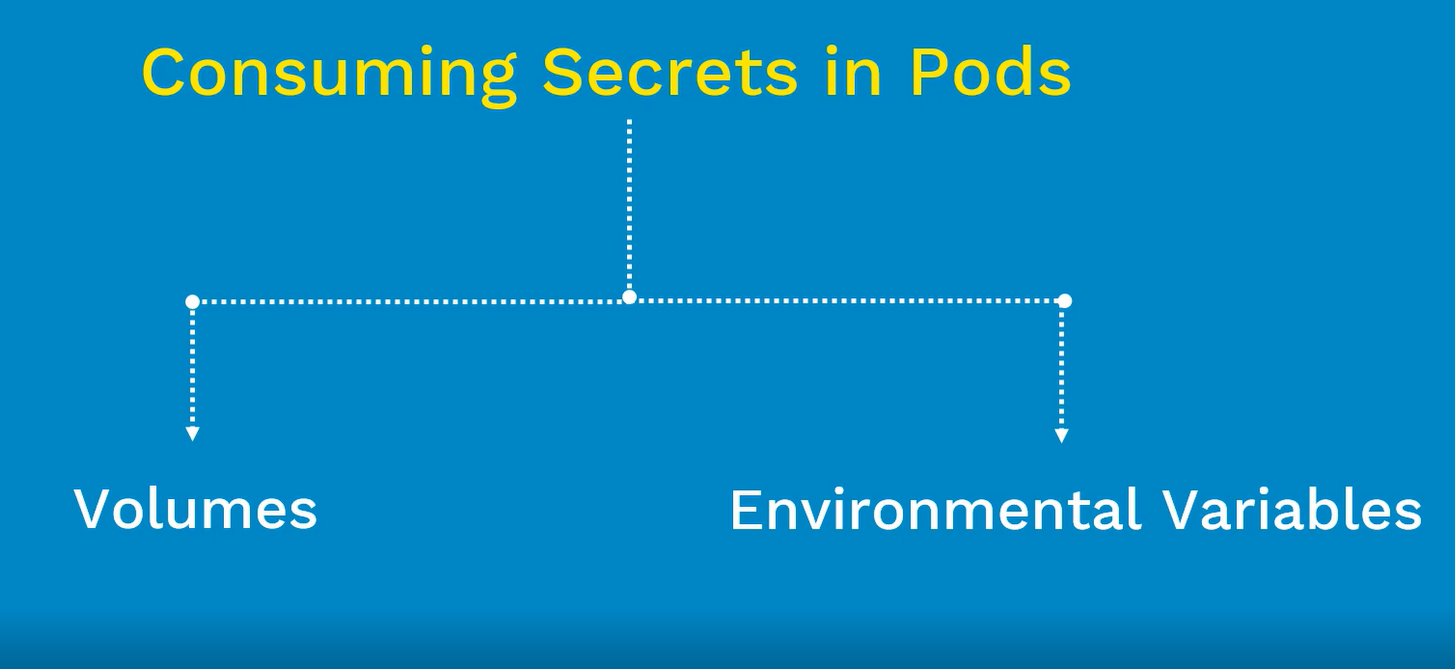 Consuming Secrets in Pods
Volumes
Environmental Variables